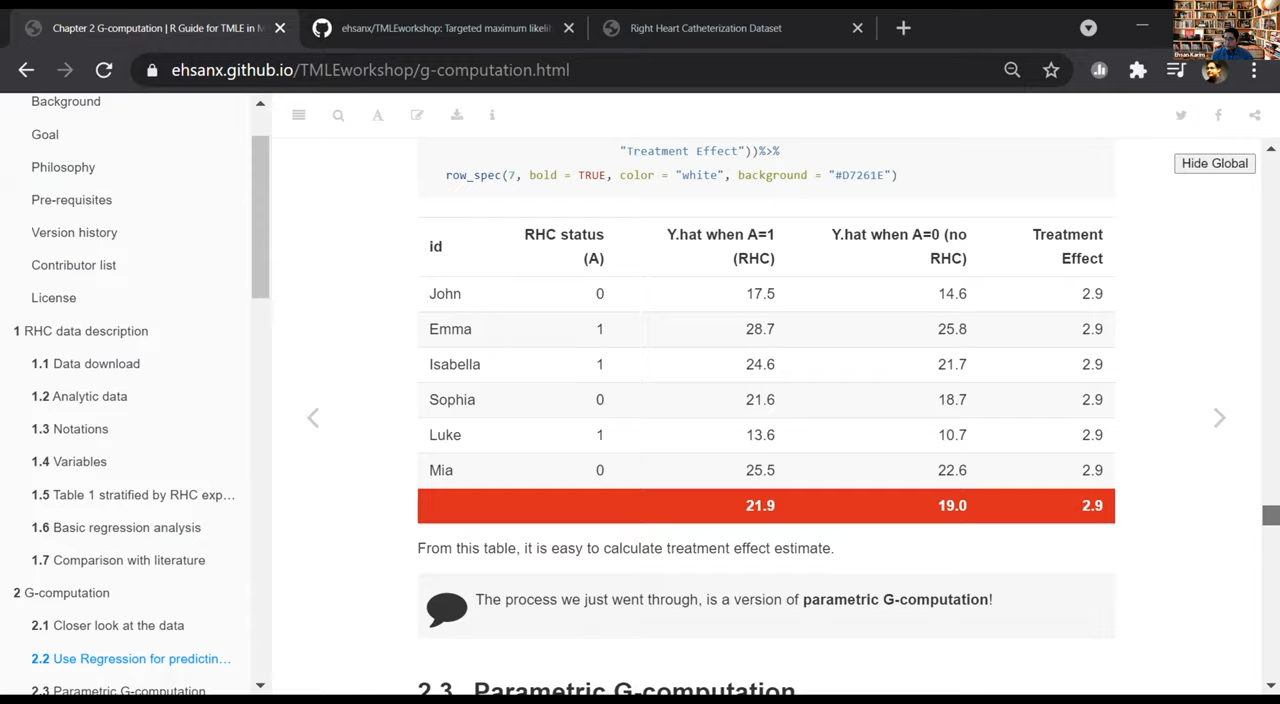 Chapter 2 G-computation | R Guide for TMLE in M
ehsanx/TMLEworkshop: Targeted maximum likeli
Right Heart Catheterization Dataset
ehsanx.github.io/TMLEworkshop/g-computation.html
Ehsan Karim
Background
Goal
Philosophy
Pre-requisites
Version history
Contributor list
License
1 RHC data description
1.1 Data download
1.2 Analytic data
1.3 Notations
1.4 Variables
1.5 Table 1 stratified by RHC exp…
1.6 Basic regression analysis
1.7 Comparison with literature
2 G-computation
2.1 Closer look at the data
2.2 Use Regression for predictin…
2.3 Parametric G-computation
Hide Global
"Treatment Effect"))%>%
row_spec(7, bold = TRUE, color = "white", background = "#D7261E")
id RHC status (A) Y.hat when A=1 (RHC) Y.hat when A=0 (no RHC) Treatment Effect
John 0 17.5 14.6 2.9
Emma 1 28.7 25.8 2.9
Isabella 1 24.6 21.7 2.9
Sophia 0 21.6 18.7 2.9
Luke 1 13.6 10.7 2.9
Mia 0 25.5 22.6 2.9
21.9 19.0 2.9
From this table, it is easy to calculate treatment effect estimate.
The process we just went through, is a version of parametric G-computation!
2.3 Parametric G-computation